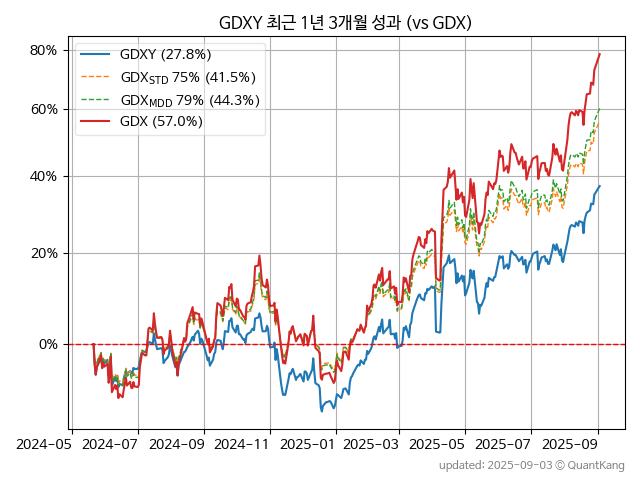 GDXY 최근 1년 3개월 성과 (vs GDX)
80%
60%
40%
20%
0%
GDXY (27.8%)
GDX_STD 75% (41.5%)
GDX_MDD 79% (44.3%)
GDX (57.0%)
2024-05 2024-07 2024-09 2024-11 2025-01 2025-03 2025-05 2025-07 2025-09
updated: 2025-09-03 © QuantKang